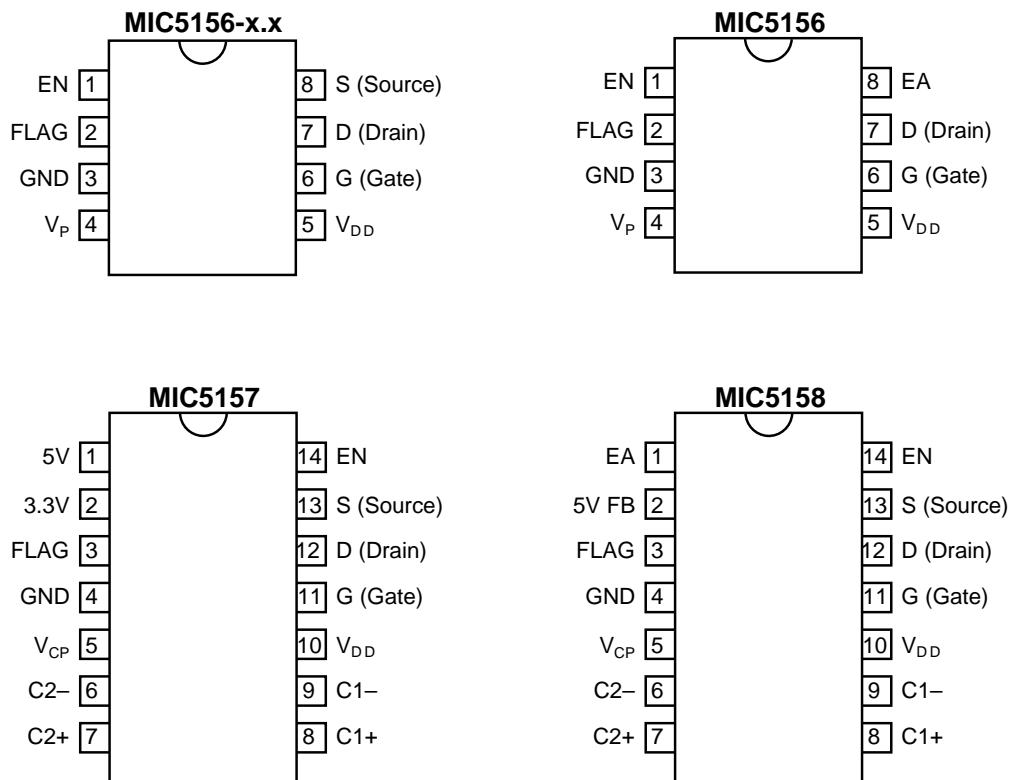 MIC5156-x.x
EN 1 8 S (Source)
FLAG 2 7 D (Drain)
GND 3 6 G (Gate)
VP 4 5 VDD
MIC5156
EN 1 8 EA
FLAG 2 7 D (Drain)
GND 3 6 G (Gate)
VP 4 5 VDD
MIC5157
5V 1 14 EN
3.3V 2 13 S (Source)
FLAG 3 12 D (Drain)
GND 4 11 G (Gate)
VCP 5 10 VDD
C2– 6 9 C1–
C2+ 7 8 C1+
MIC5158
EA 1 14 EN
5V FB 2 13 S (Source)
FLAG 3 12 D (Drain)
GND 4 11 G (Gate)
VCP 5 10 VDD
C2– 6 9 C1–
C2+ 7 8 C1+